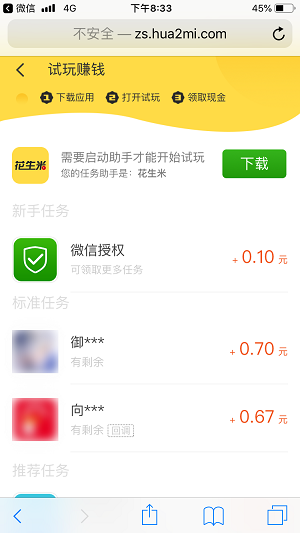 微信 4G 下午8:33 45%
不安全 — zs.hua2mi.com
试玩赚钱
1 下载应用 2 打开试玩 3 领取现金
花生米
需要启动助手才能开始试玩
您的任务助手是：花生米
下载
新手任务
微信授权
可领取更多任务
+ 0.10 元
标准任务
御***
有剩余
+ 0.70 元
向***
有剩余 回调
+ 0.67 元
推荐任务